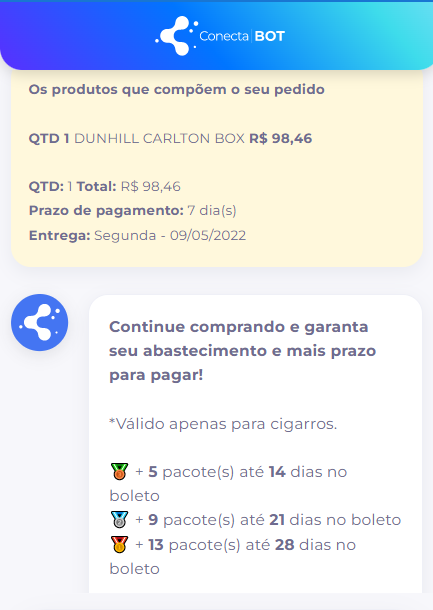 Conecta BOT
Os produtos que compõem o seu pedido
QTD 1 DUNHILL CARLTON BOX R$ 98,46
QTD: 1 Total: R$ 98,46
Prazo de pagamento: 7 dia(s)
Entrega: Segunda - 09/05/2022
Continue comprando e garanta
seu abastecimento e mais prazo
para pagar!
*Válido apenas para cigarros.
+ 5 pacote(s) até 14 dias no
boleto
+ 9 pacote(s) até 21 dias no boleto
+ 13 pacote(s) até 28 dias no
boleto